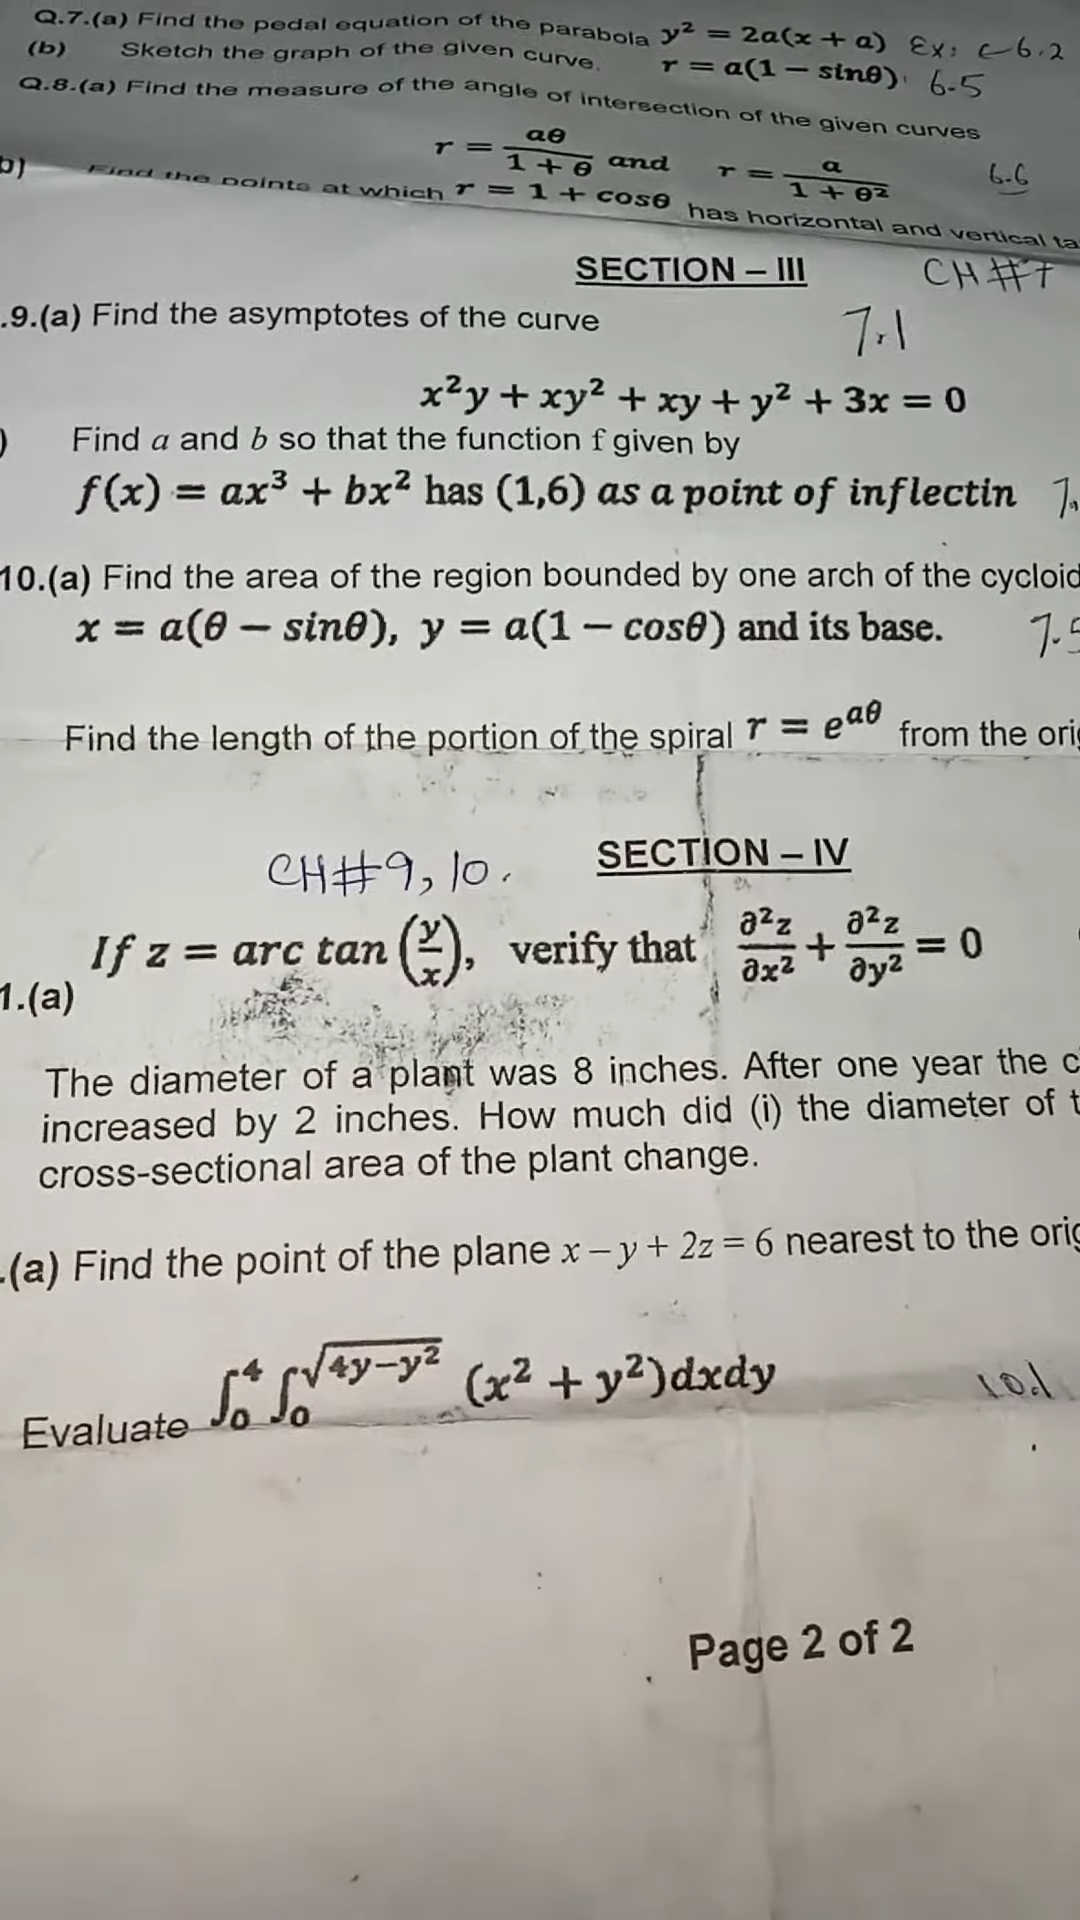 Q.7.(a) Find the pedal equation of the parabola y² = 2a(x + a) Ex: 6.2
(b) Sketch the graph of the given curve. r = a(1 − sinθ) 6-5
Q.8.(a) Find the measure of the angle of intersection of the given curves
r = aθ/(1 + θ) and r = a/(1 + θ²) 6.6
b) Find the points at which r = 1 + cosθ has horizontal and vertical
SECTION – III CH#7
.9.(a) Find the asymptotes of the curve 7.1
x²y + xy² + xy + y² + 3x = 0
) Find a and b so that the function f given by
f(x) = ax³ + bx² has (1,6) as a point of inflectin
10.(a) Find the area of the region bounded by one arch of the cycloid
x = a(θ − sinθ), y = a(1 − cosθ) and its base. 7.5
Find the length of the portion of the spiral r = e^(aθ) from the
SECTION – IV
CH#9, 10.
If z = arc tan (y/x), verify that ∂²z/∂x² + ∂²z/∂y² = 0
1.(a)
The diameter of a plant was 8 inches. After one year the
increased by 2 inches. How much did (i) the diameter of
cross-sectional area of the plant change.
.(a) Find the point of the plane x – y + 2z = 6 nearest to the
Evaluate ∫₀⁴ ∫₀^√(4y−y²) (x² + y²)dxdy 10.1
Page 2 of 2